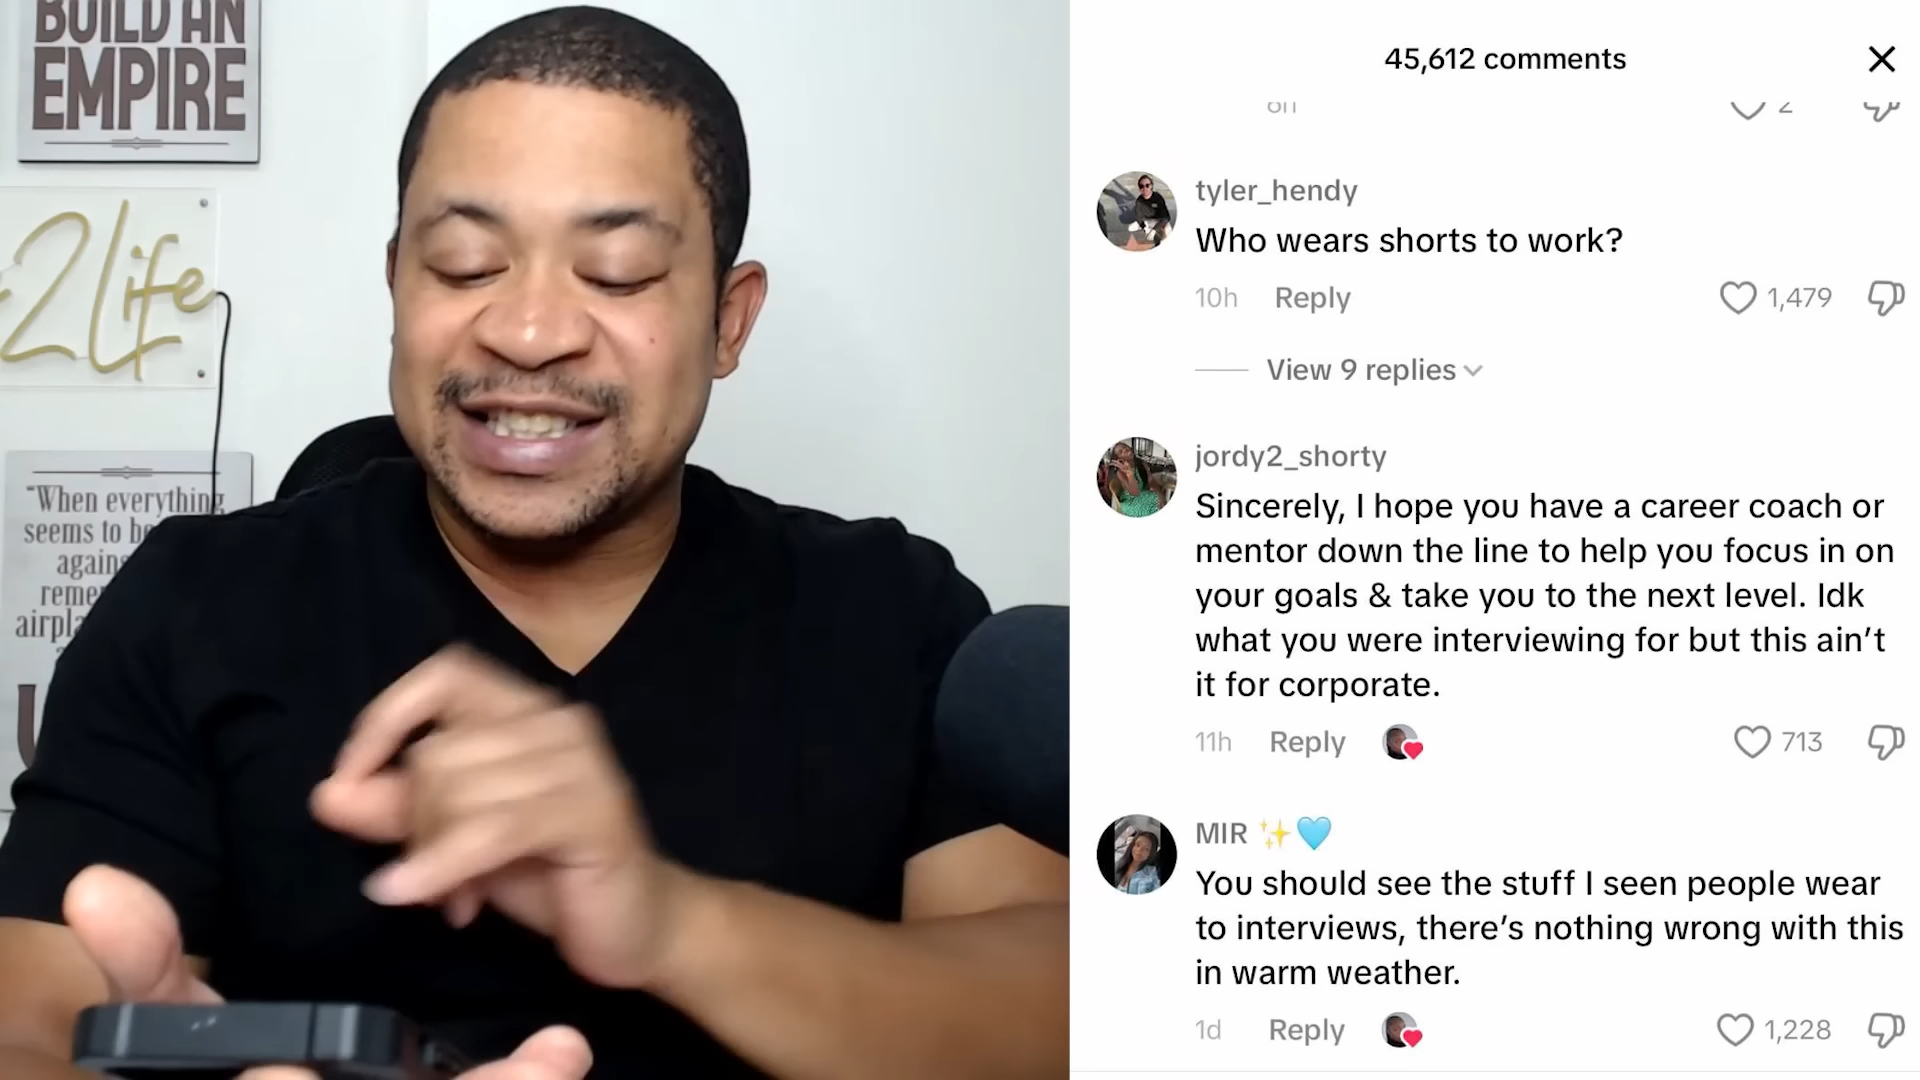 BUILD AN
EMPIRE
2Life
"When everything
seems to be
remember
45,612 comments
2
tyler_hendy
Who wears shorts to work?
10h Reply 1,479
View 9 replies
jordy2_shorty
Sincerely, I hope you have a career coach or
mentor down the line to help you focus in on
your goals & take you to the next level. Idk
what you were interviewing for but this ain’t
it for corporate.
11h Reply 713
MIR ✨🩵
You should see the stuff I seen people wear
to interviews, there’s nothing wrong with this
in warm weather.
1d Reply 1,228